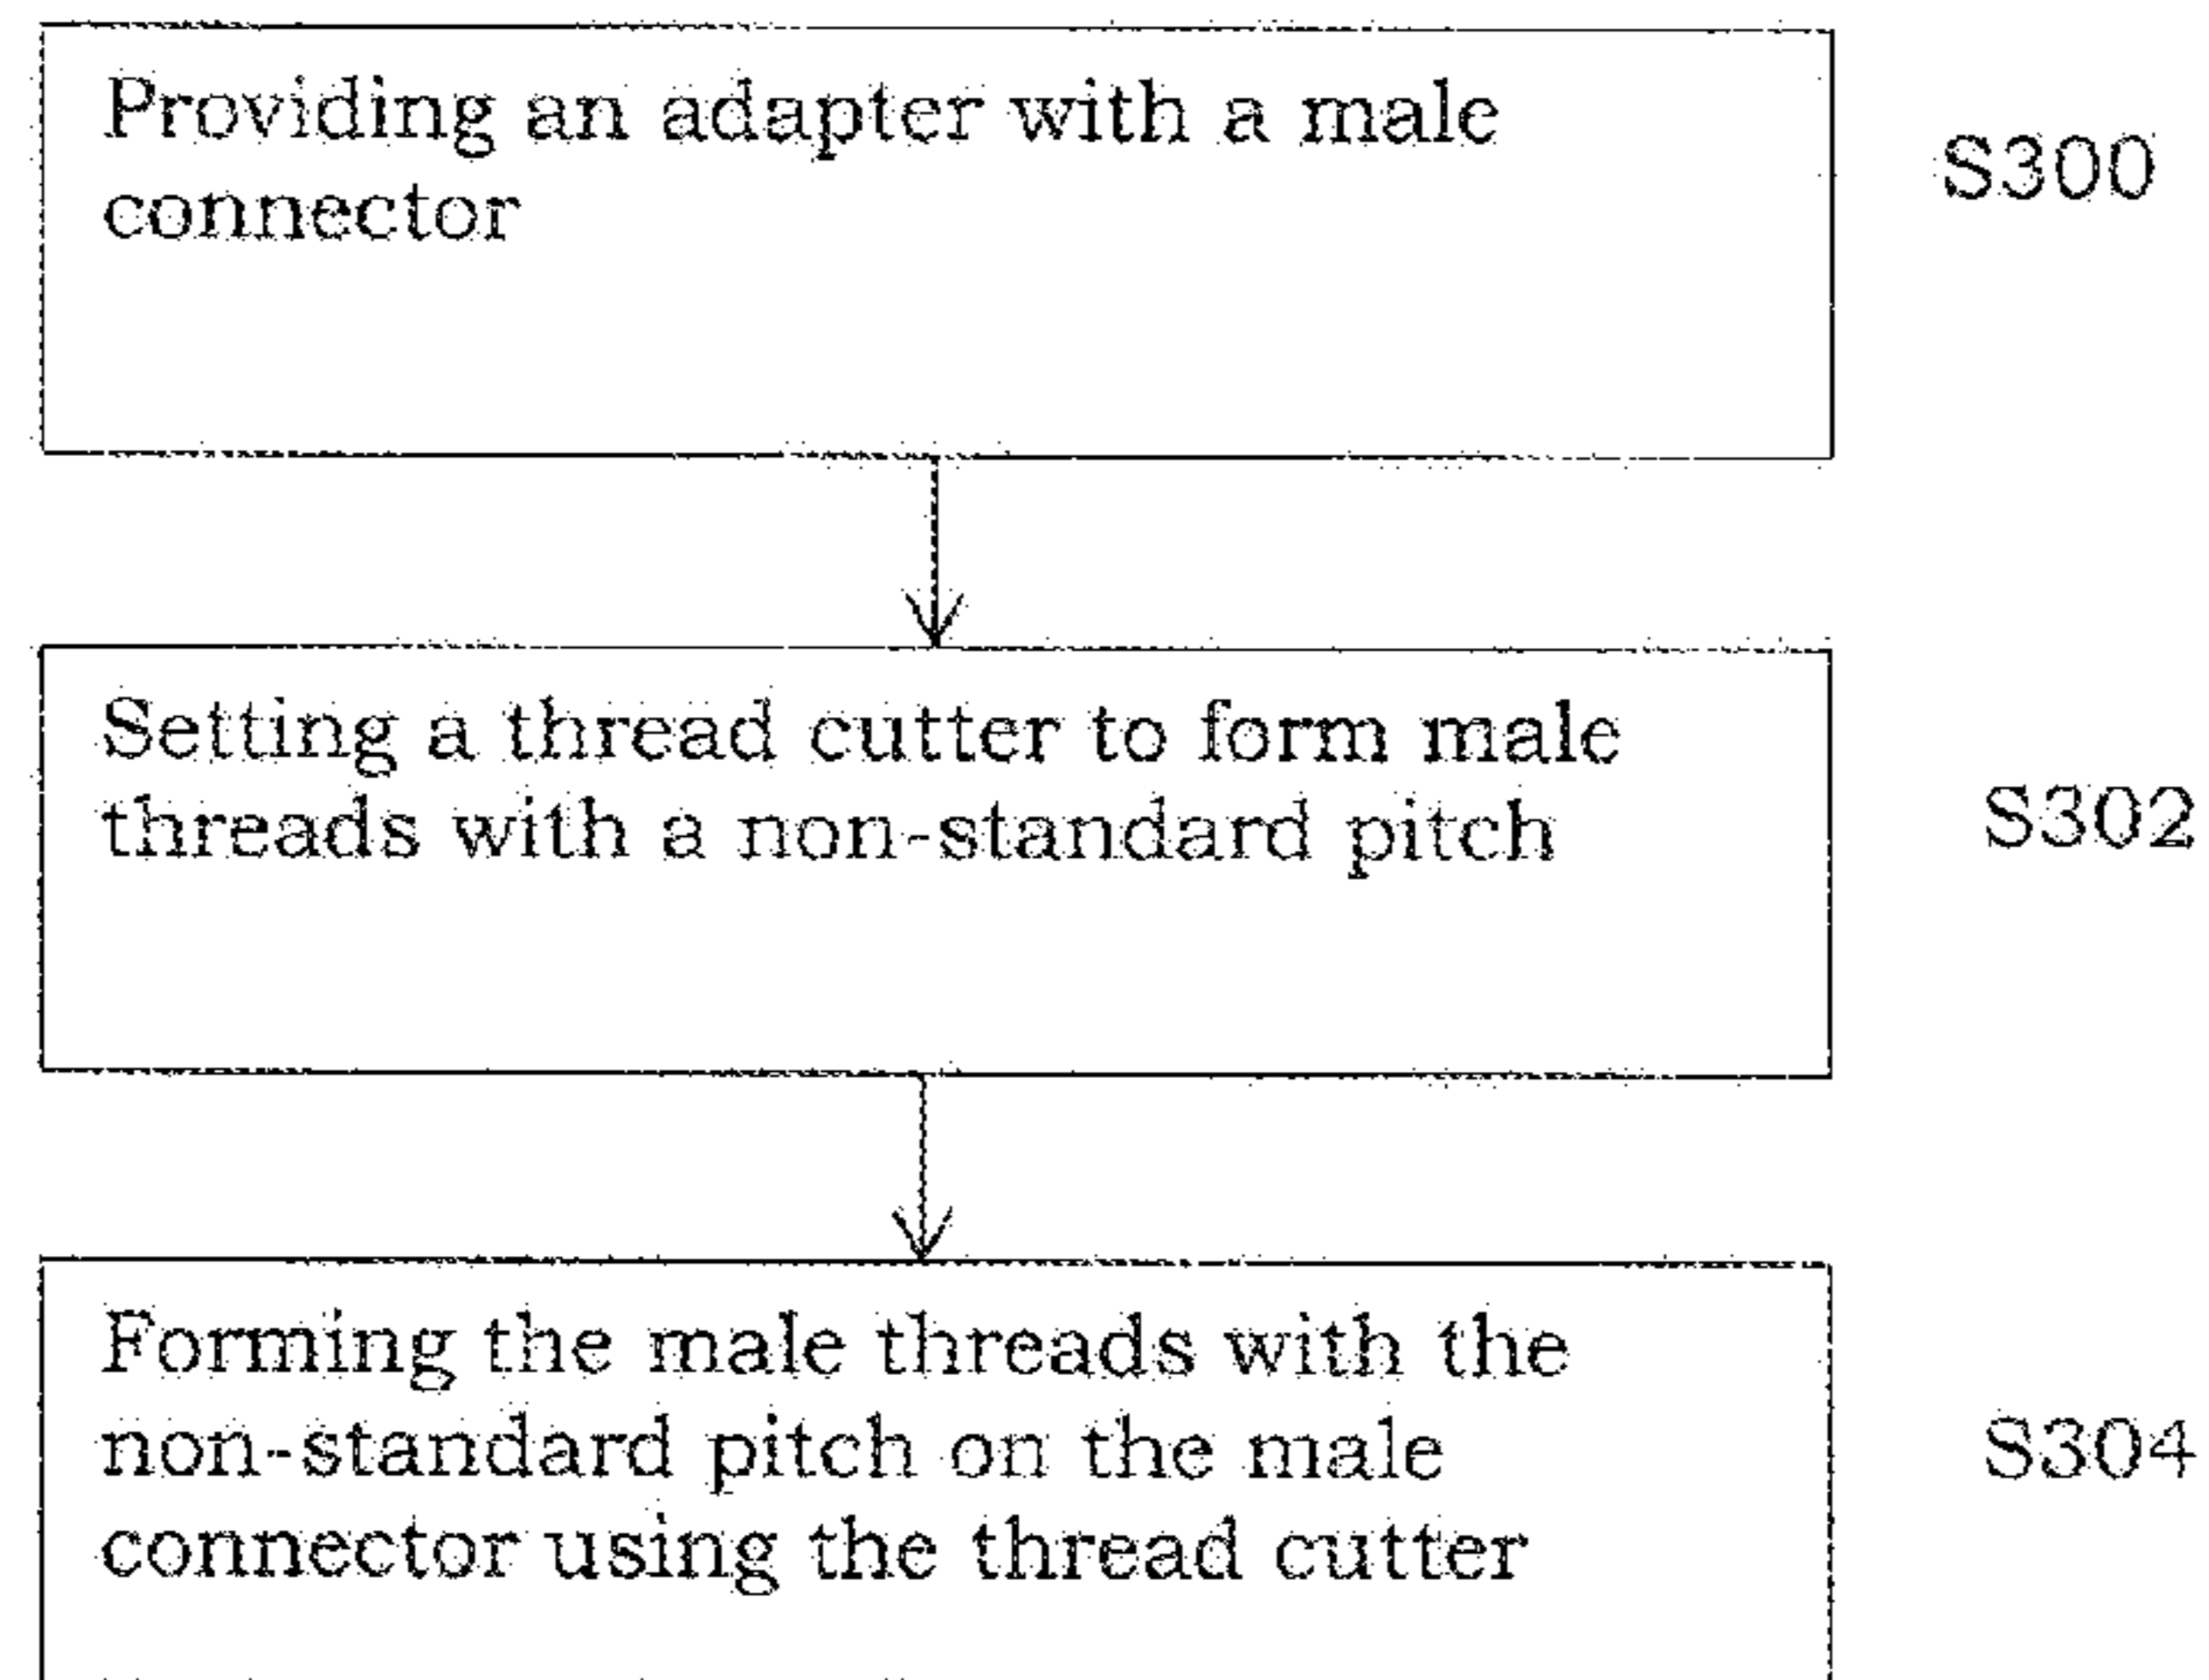 Providing an adapter with a male
connector
S300
Setting a thread cutter to form male
threads with a non-standard pitch
S302
Forming the male threads with the
non-standard pitch on the male
connector using the thread cutter
S304